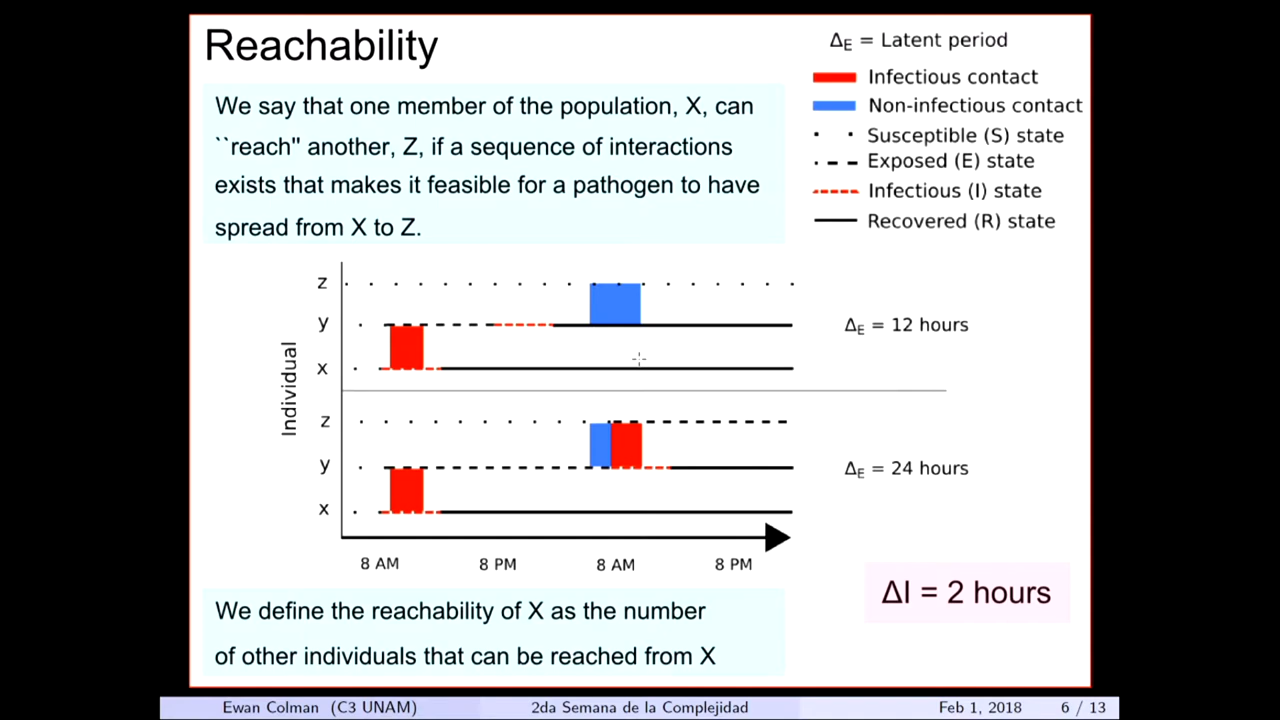 Reachability
We say that one member of the population, X, can
``reach" another, Z, if a sequence of interactions
exists that makes it feasible for a pathogen to have
spread from X to Z.
ΔE = Latent period
Infectious contact
Non-infectious contact
Susceptible (S) state
Exposed (E) state
Infectious (I) state
Recovered (R) state
Individual
z
y
x
ΔE = 12 hours
z
y
x
ΔE = 24 hours
8 AM 8 PM 8 AM 8 PM
ΔI = 2 hours
We define the reachability of X as the number
of other individuals that can be reached from X
Ewan Colman (C3 UNAM) 2da Semana de la Complejidad Feb 1, 2018 6 / 13